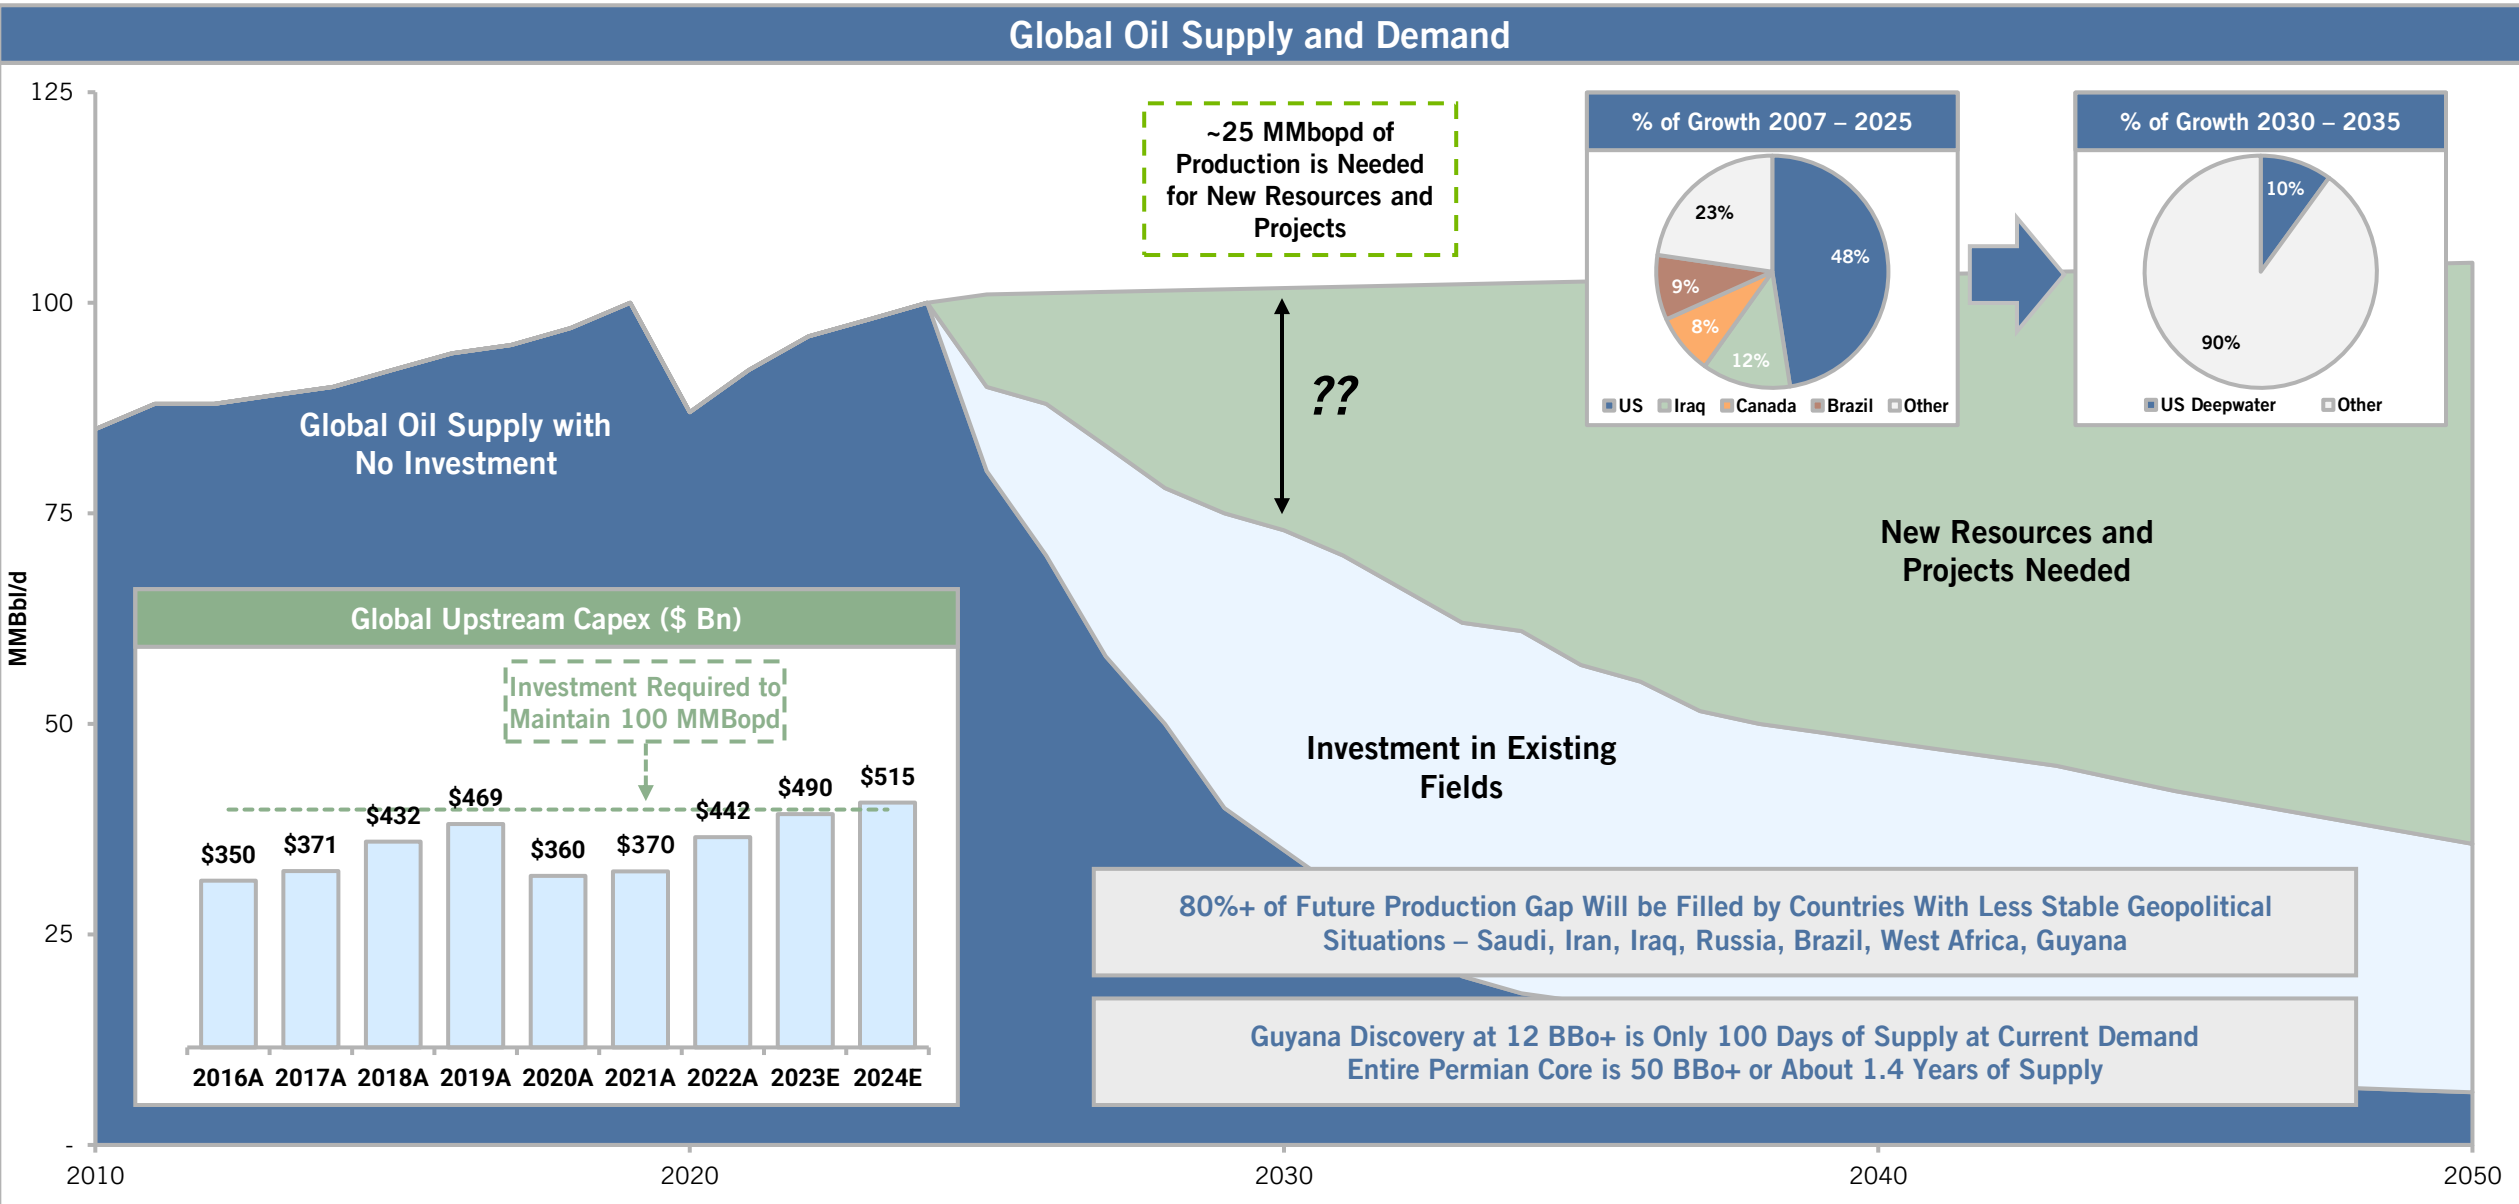 Global Oil Supply and Demand
125
100
75
50
25
-
MMBbl/d
2010
2020
2030
2040
2050
Global Oil Supply with
No Investment
~25 MMbopd of
Production is Needed
for New Resources and
Projects
??
% of Growth 2007 – 2025
48%
12%
8%
9%
23%
US
Iraq
Canada
Brazil
Other
% of Growth 2030 – 2035
10%
90%
US Deepwater
Other
New Resources and
Projects Needed
Investment in Existing
Fields
Global Upstream Capex ($ Bn)
Investment Required to
Maintain 100 MMBopd
$350
$371
$432
$469
$360
$370
$442
$490
$515
2016A
2017A
2018A
2019A
2020A
2021A
2022A
2023E
2024E
80%+ of Future Production Gap Will be Filled by Countries With Less Stable Geopolitical
Situations – Saudi, Iran, Iraq, Russia, Brazil, West Africa, Guyana
Guyana Discovery at 12 BBo+ is Only 100 Days of Supply at Current Demand
Entire Permian Core is 50 BBo+ or About 1.4 Years of Supply